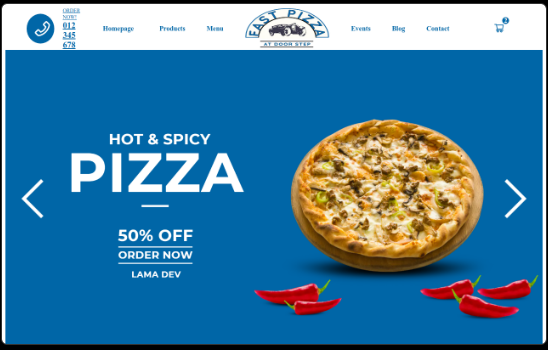 ORDER NOW!
012
345
678
Homepage
Products
Menu
FAST PIZZA
AT DOOR STEP
Events
Blog
Contact
2
HOT & SPICY
PIZZA
50% OFF
ORDER NOW
LAMA DEV